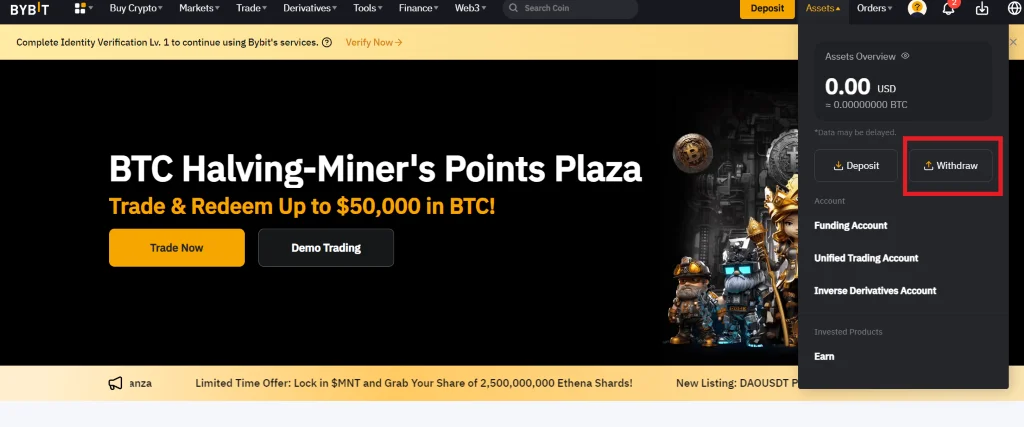 BYBIT Buy Crypto Markets Trade Derivatives Tools Finance Web3 Search Coin Deposit Assets Orders ? 2
Complete Identity Verification Lv. 1 to continue using Bybit's services. ? Verify Now →
Assets Overview
0.00 USD
≈ 0.00000000 BTC
*Data may be delayed.
Deposit Withdraw
Account
Funding Account
Unified Trading Account
Inverse Derivatives Account
Invested Products
Earn
BTC Halving-Miner's Points Plaza
Trade & Redeem Up to $50,000 in BTC!
Trade Now Demo Trading
anza Limited Time Offer: Lock in $MNT and Grab Your Share of 2,500,000,000 Ethena Shards! New Listing: DAOUSDT P